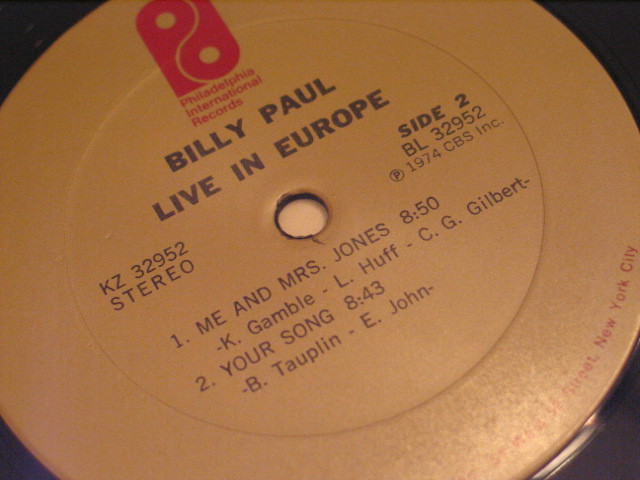 Philadelphia
International
Records
BILLY PAUL
LIVE IN EUROPE
SIDE 2
BL 32952
℗ 1974 CBS Inc.
KZ 32952
STEREO
1. ME AND MRS. JONES 8:50
-K. Gamble - L. Huff - C. G. Gilbert-
2. YOUR SONG 8:43
-B. Tauplin - E. John-
Street, New York City